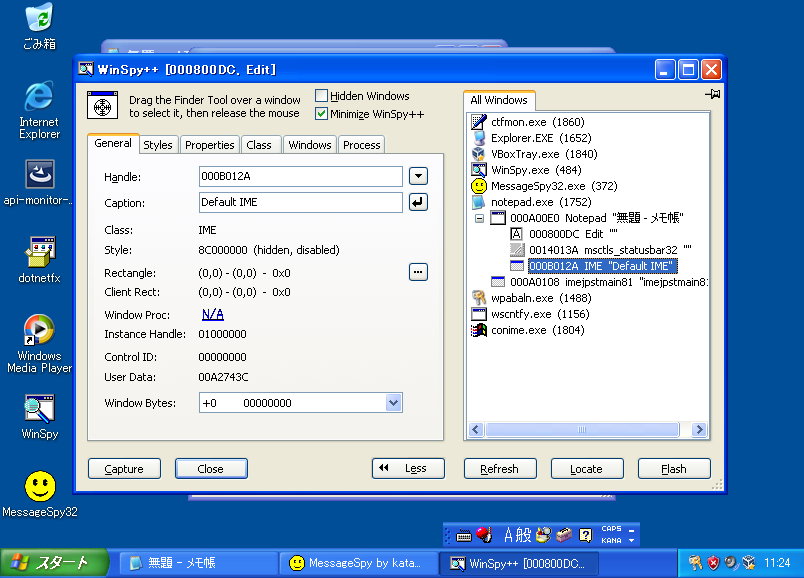 ごみ箱
Internet
Explorer
api-monitor-...
dotnetfx
Windows
Media Player
WinSpy
MessageSpy32
WinSpy++ [000800DC, Edit]
Drag the Finder Tool over a window
to select it, then release the mouse
Hidden Windows
Minimize WinSpy++
General Styles Properties Class Windows Process
Handle: 000B012A
Caption: Default IME
Class: IME
Style: 8C000000 (hidden, disabled)
Rectangle: (0,0) - (0,0) - 0x0
Client Rect: (0,0) - (0,0) - 0x0
Window Proc: N/A
Instance Handle: 01000000
Control ID: 00000000
User Data: 00A2743C
Window Bytes: +0 00000000
Capture Close Less
All Windows
ctfmon.exe (1860)
Explorer.EXE (1652)
VBoxTray.exe (1840)
WinSpy.exe (484)
MessageSpy32.exe (372)
notepad.exe (1752)
000A00E0 Notepad "無題 - メモ帳"
000800DC Edit ""
0014013A msctls_statusbar32 ""
000B012A IME "Default IME"
000A0108 imejpstmain81 "imejpstmain81
wpabaln.exe (1488)
wscntfy.exe (1156)
conime.exe (1804)
Refresh Locate Flash
A 般 CAPS
KANA
スタート 無題 - メモ帳 MessageSpy by kata... WinSpy++ [000800DC... 11:24